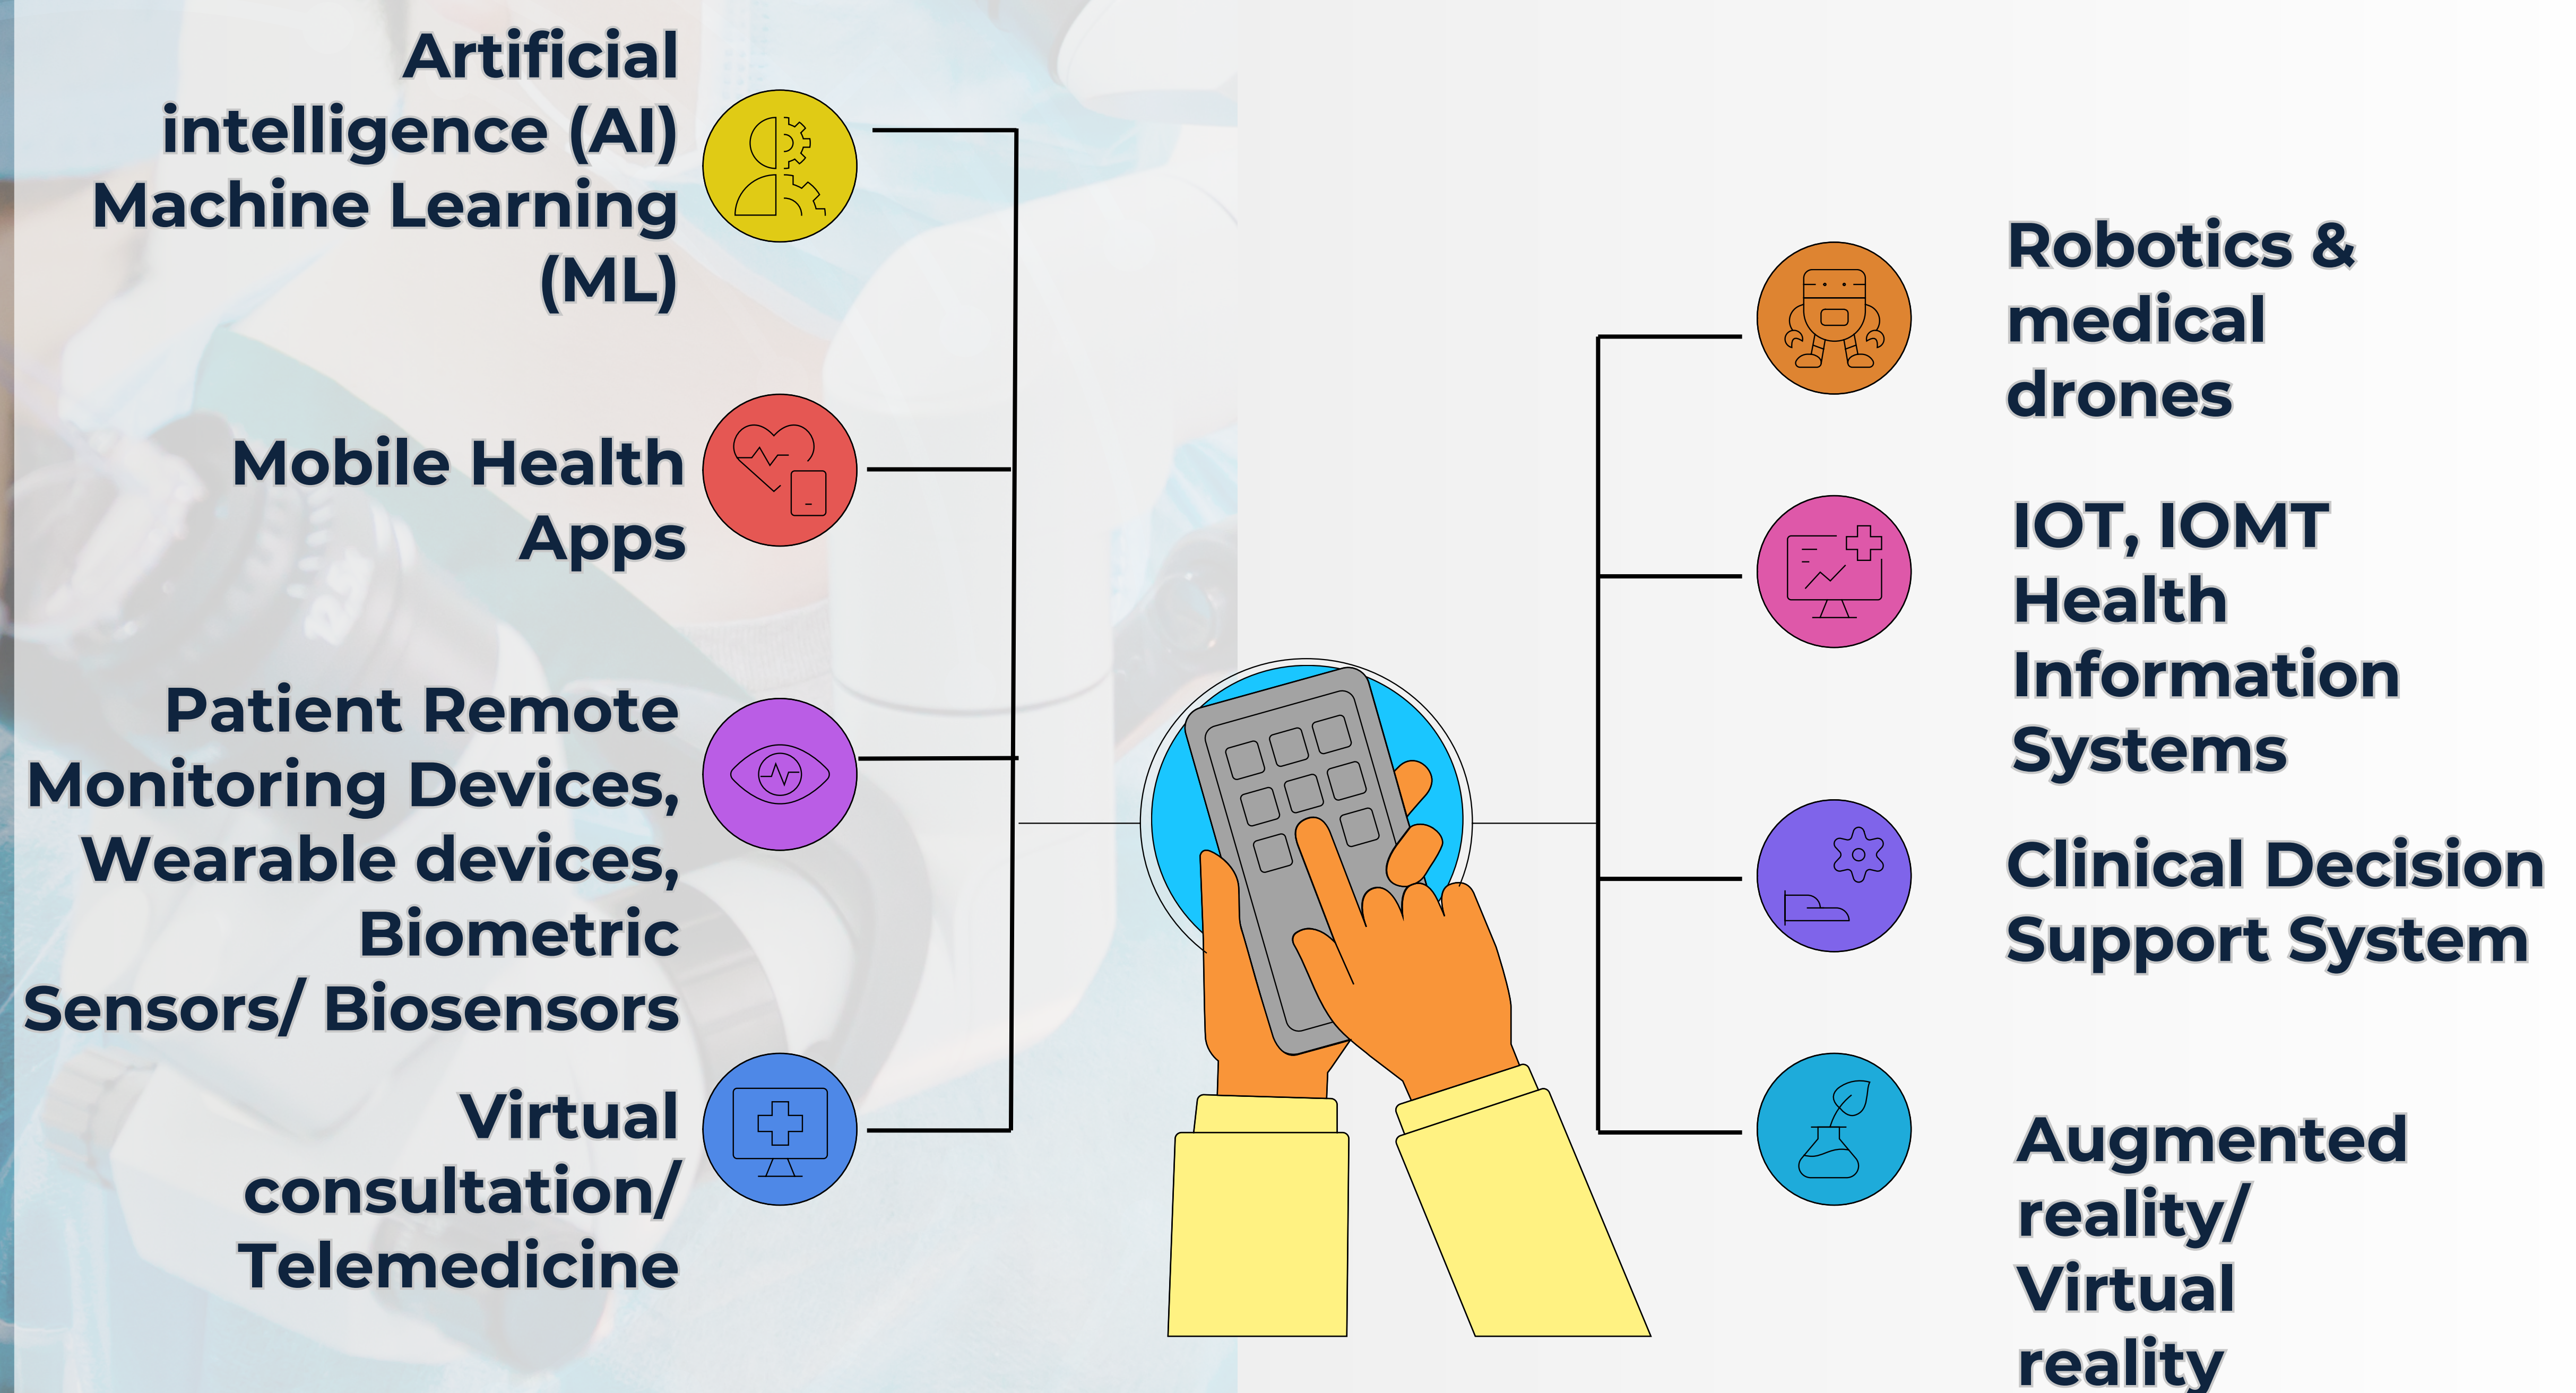 Artificial
intelligence (AI)
Machine Learning
(ML)
Mobile Health
Apps
Patient Remote
Monitoring Devices,
Wearable devices,
Biometric
Sensors/ Biosensors
Virtual
consultation/
Telemedicine
Robotics &
medical
drones
IOT, IOMT
Health
Information
Systems
Clinical Decision
Support System
Augmented
reality/
Virtual
reality